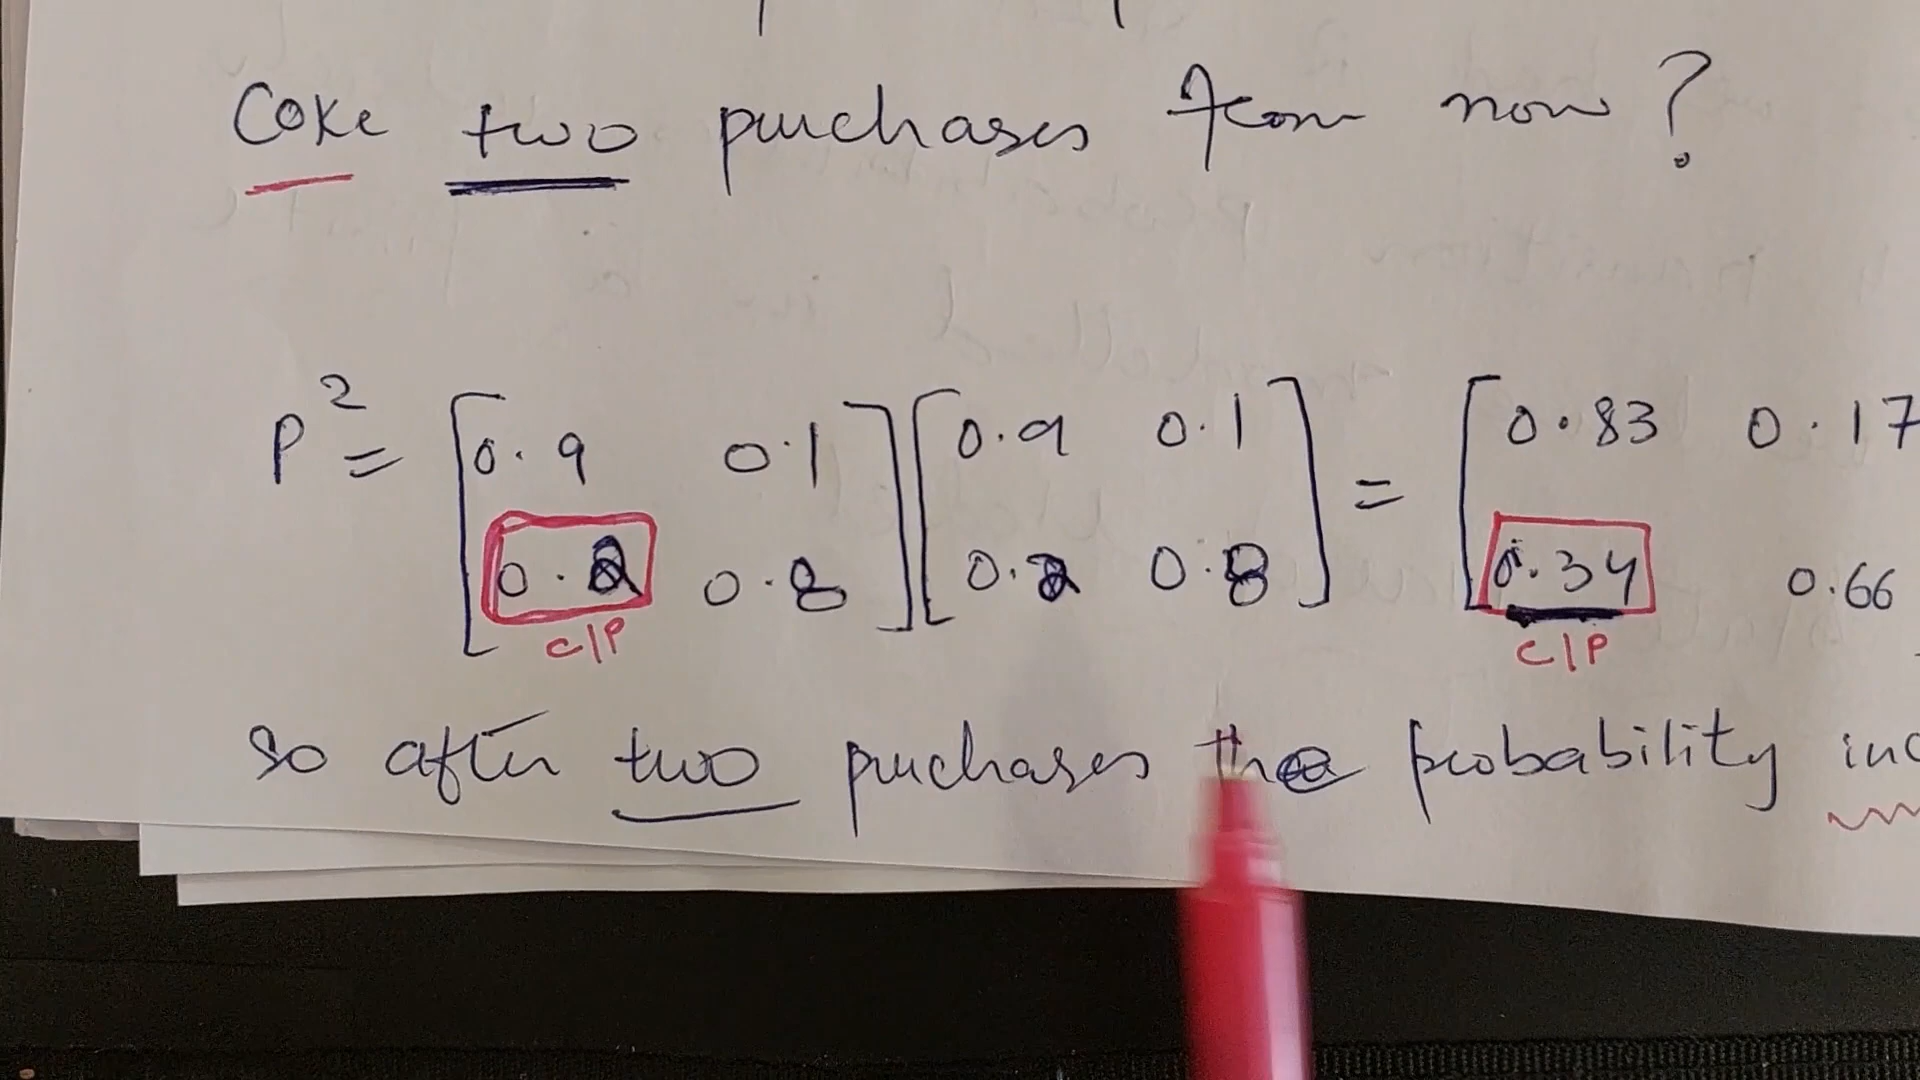 Coke two purchases from now?
P² = [0.9 0.1 0.2 0.8] [0.9 0.1 0.2 0.8] = [0.83 0.17 0.34 0.66
C/P C/P
so after two purchases the probability inc